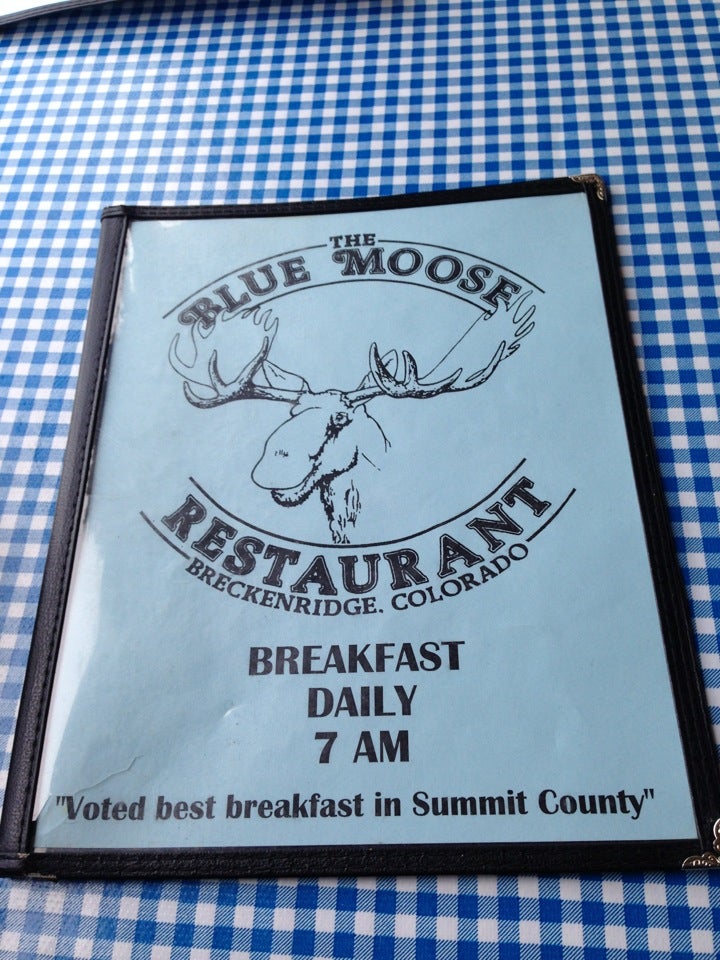 THE
BLUE MOOSE
RESTAURANT
BRECKENRIDGE. COLORADO
BREAKFAST
DAILY
7 AM
"Voted best breakfast in Summit County"